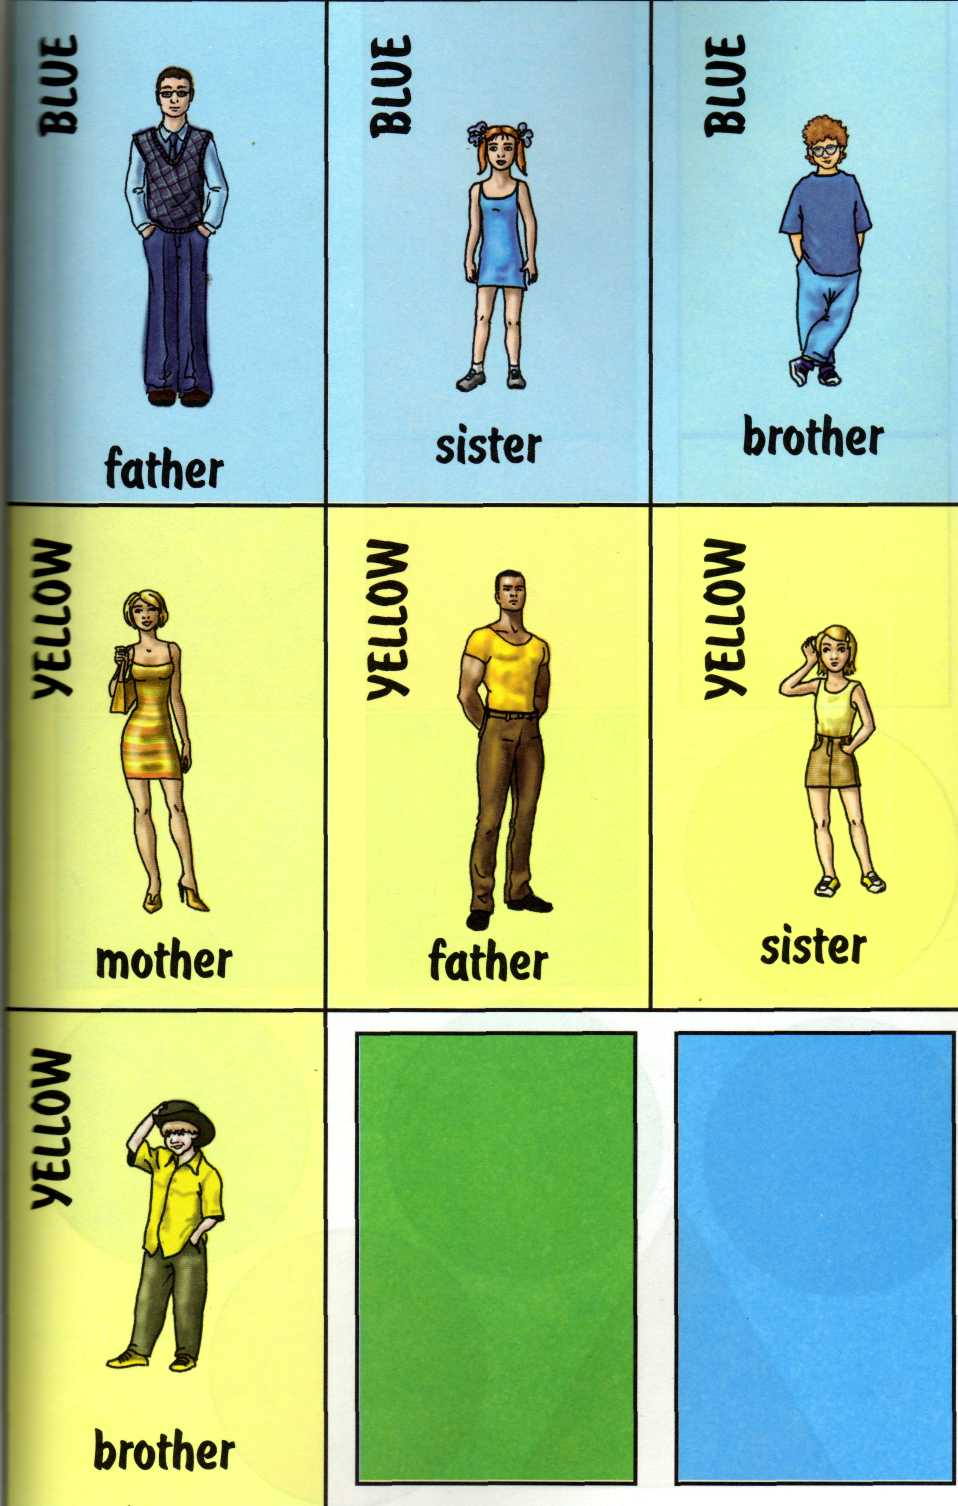 BLUE
father
BLUE
sister
BLUE
brother
YELLOW
mother
YELLOW
father
YELLOW
sister
YELLOW
brother